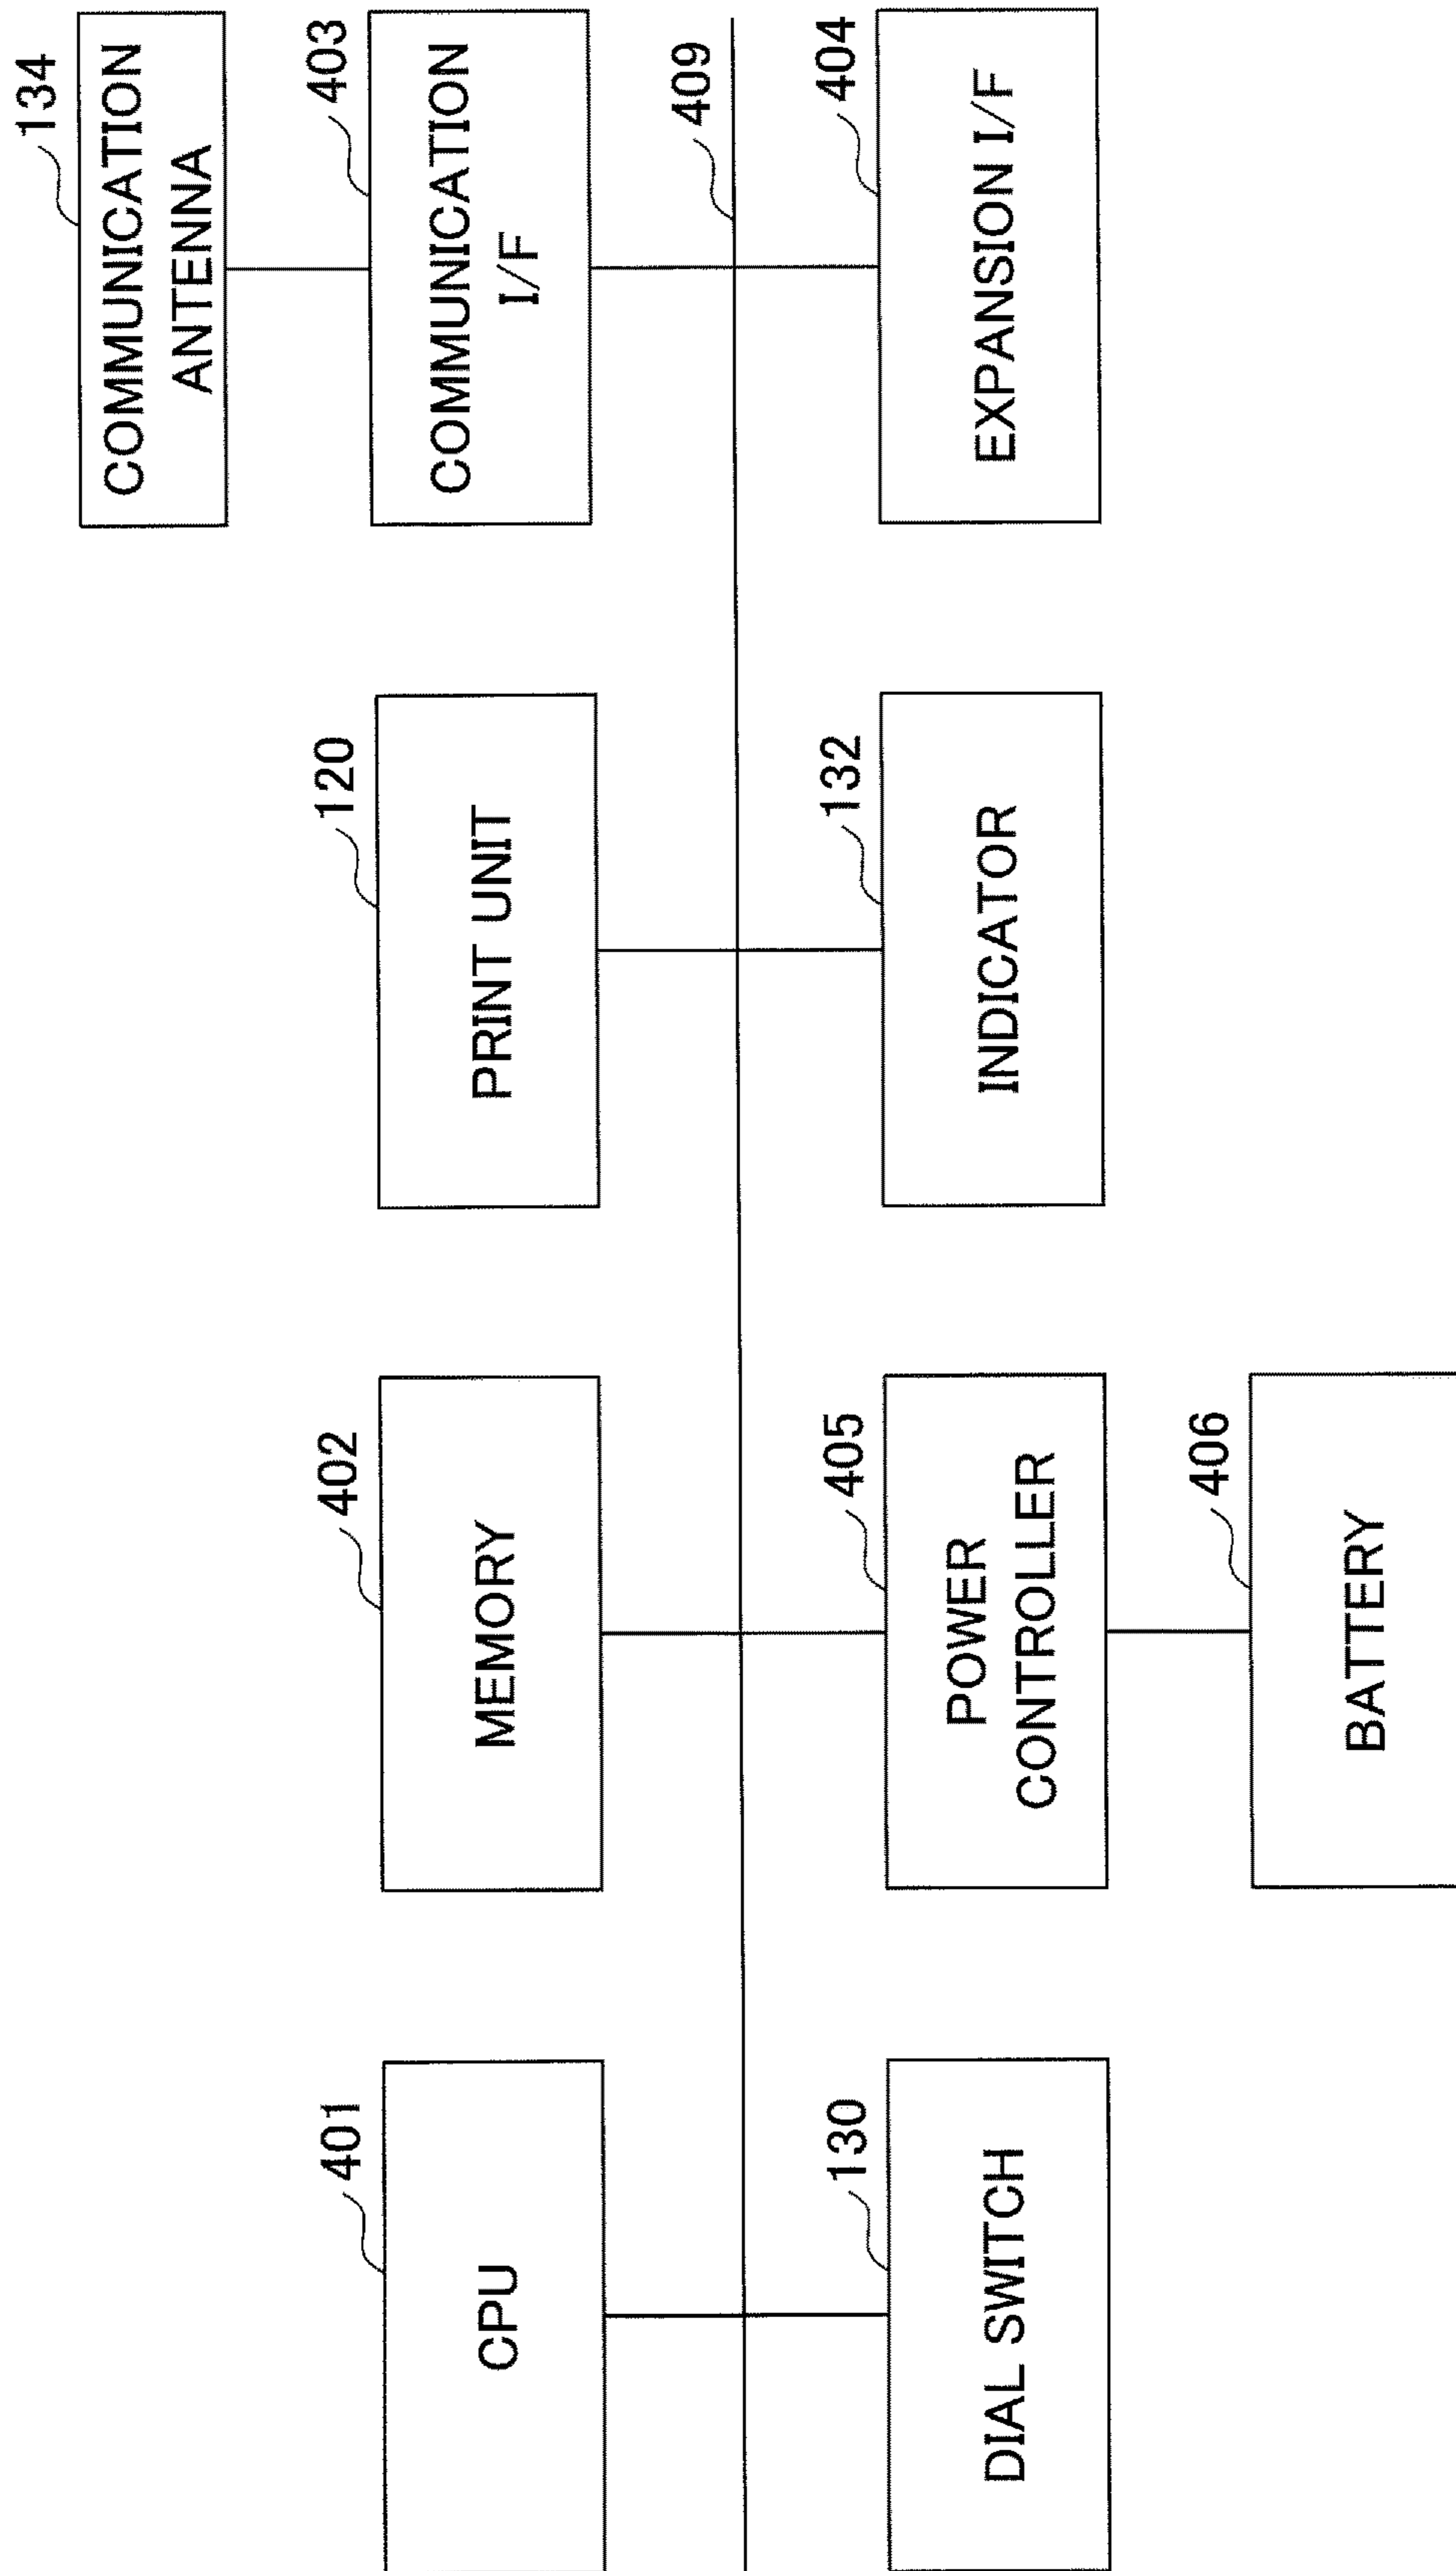 134
COMMUNICATION
ANTENNA
401
CPU
402
MEMORY
120
PRINT UNIT
403
COMMUNICATION
I/F
409
130
DIAL SWITCH
405
POWER
CONTROLLER
132
INDICATOR
404
EXPANSION I/F
406
BATTERY